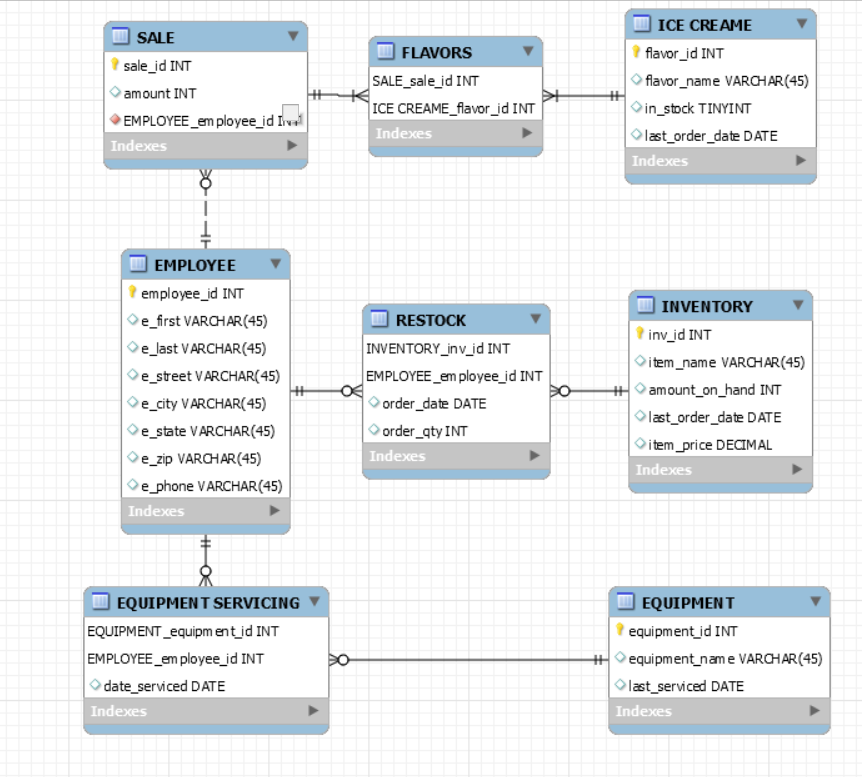 SALE
sale_id INT
amount INT
EMPLOYEE_employee_id INT
Indexes
FLAVORS
SALE_sale_id INT
ICE CREAME_flavor_id INT
Indexes
ICE CREAME
flavor_id INT
flavor_name VARCHAR(45)
in_stock TINYINT
last_order_date DATE
Indexes
EMPLOYEE
employee_id INT
e_first VARCHAR(45)
e_last VARCHAR(45)
e_street VARCHAR(45)
e_city VARCHAR(45)
e_state VARCHAR(45)
e_zip VARCHAR(45)
e_phone VARCHAR(45)
Indexes
RESTOCK
INVENTORY_inv_id INT
EMPLOYEE_employee_id INT
order_date DATE
order_qty INT
Indexes
INVENTORY
inv_id INT
item_name VARCHAR(45)
amount_on_hand INT
last_order_date DATE
item_price DECIMAL
Indexes
EQUIPMENT SERVICING
EQUIPMENT_equipment_id INT
EMPLOYEE_employee_id INT
date_serviced DATE
Indexes
EQUIPMENT
equipment_id INT
equipment_name VARCHAR(45)
last_serviced DATE
Indexes